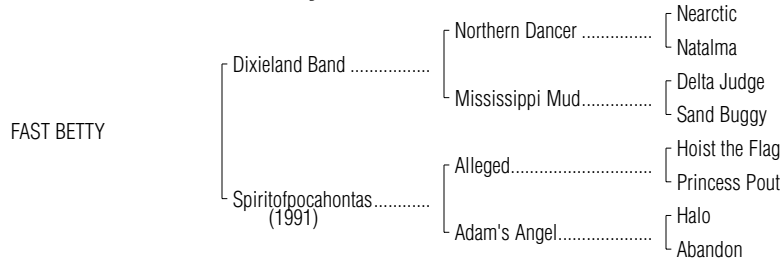 Nearctic
Northern Dancer ...............
Natalma
Dixieland Band .................
Delta Judge
Mississippi Mud...............
Sand Buggy
FAST BETTY
Hoist the Flag
Alleged..............................
Princess Pout
Spiritofpocahontas............
(1991)
Halo
Adam's Angel....................
Abandon